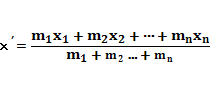 x ′ = m₁x₁ + m₂x₂ + ··· + mₙxₙ
m₁ + m₂ ... + mₙ